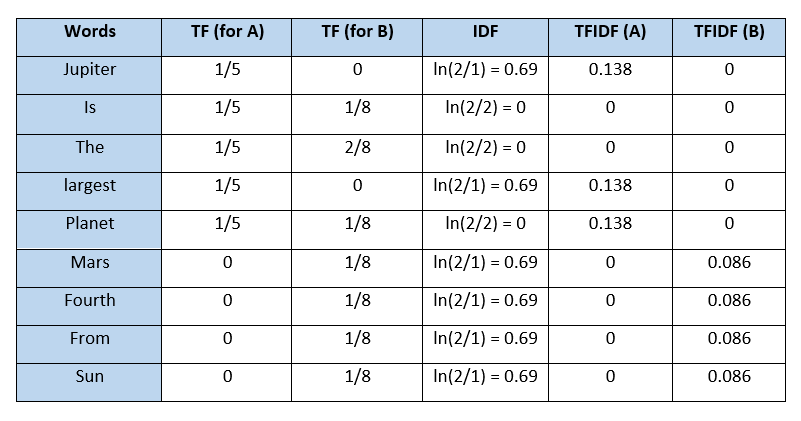 Words TF (for A) TF (for B) IDF TFIDF (A) TFIDF (B)
Jupiter 1/5 0 ln(2/1) = 0.69 0.138 0
Is 1/5 1/8 ln(2/2) = 0 0 0
The 1/5 2/8 ln(2/2) = 0 0 0
largest 1/5 0 ln(2/1) = 0.69 0.138 0
Planet 1/5 1/8 ln(2/2) = 0 0.138 0
Mars 0 1/8 ln(2/1) = 0.69 0 0.086
Fourth 0 1/8 ln(2/1) = 0.69 0 0.086
From 0 1/8 ln(2/1) = 0.69 0 0.086
Sun 0 1/8 ln(2/1) = 0.69 0 0.086